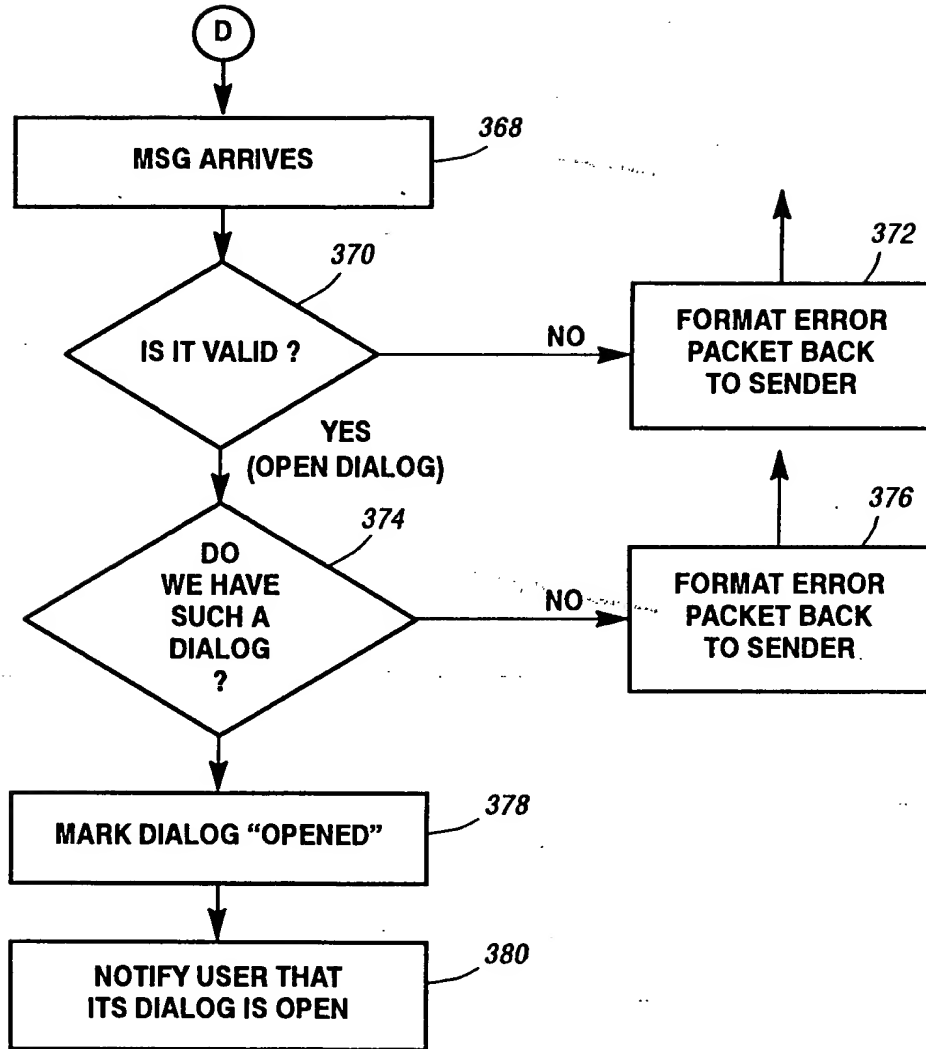 D
MSG ARRIVES
368
370
IS IT VALID ?
NO
372
FORMAT ERROR
PACKET BACK
TO SENDER
YES
(OPEN DIALOG)
374
DO
WE HAVE
SUCH A
DIALOG
?
NO
376
FORMAT ERROR
PACKET BACK
TO SENDER
378
MARK DIALOG “OPENED”
380
NOTIFY USER THAT
ITS DIALOG IS OPEN